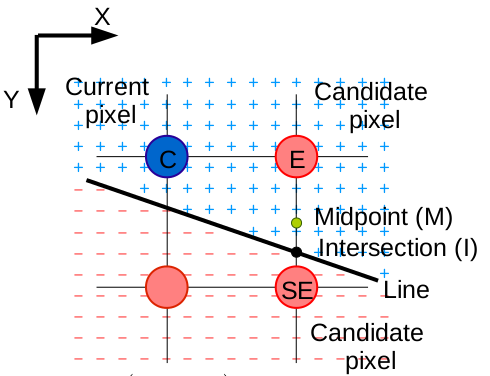 X
Y
Current
pixel
Candidate
pixel
C
E
Midpoint (M)
Intersection (I)
SE
Line
Candidate
pixel